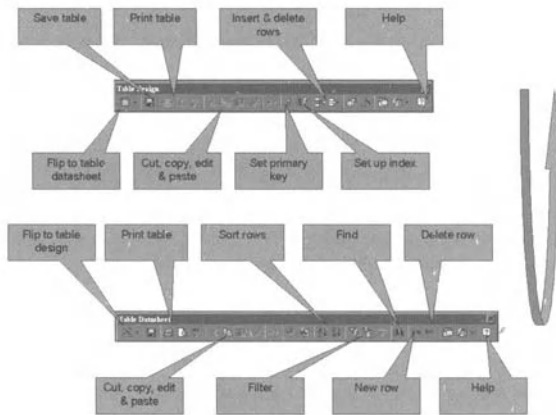 Save table
Print table
Insert & delete
rows
Help
Table Design
Flip to table
datasheet
Cut, copy, edit
& paste
Set primary
key
Set up index
Flip to table
design
Print table
Sort rows
Find
Delete row
Table Datasheet
Cut, copy, edit
& paste
Filter
New row
Help